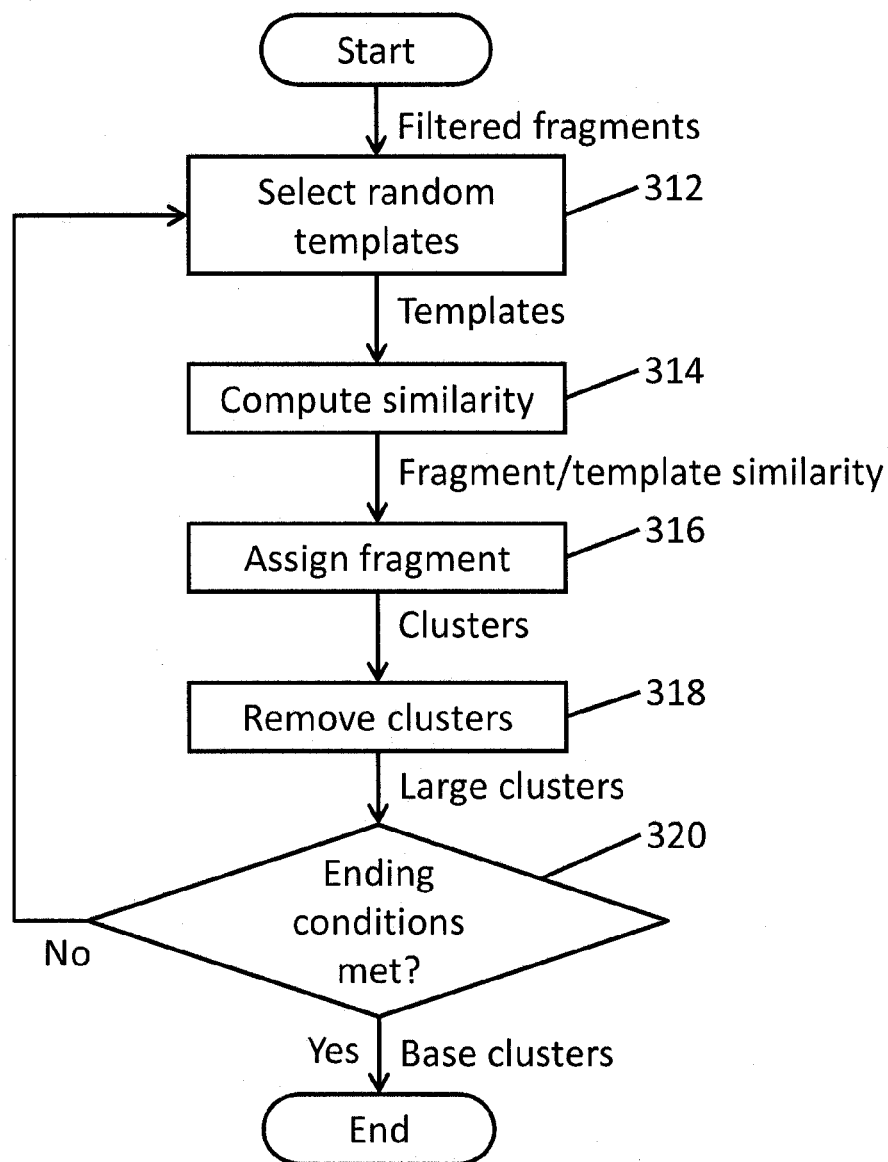 Start
Filtered fragments
Select random
templates
312
Templates
Compute similarity
314
Fragment/template similarity
Assign fragment
316
Clusters
Remove clusters
318
Large clusters
320
Ending
conditions
met?
No
Yes
Base clusters
End